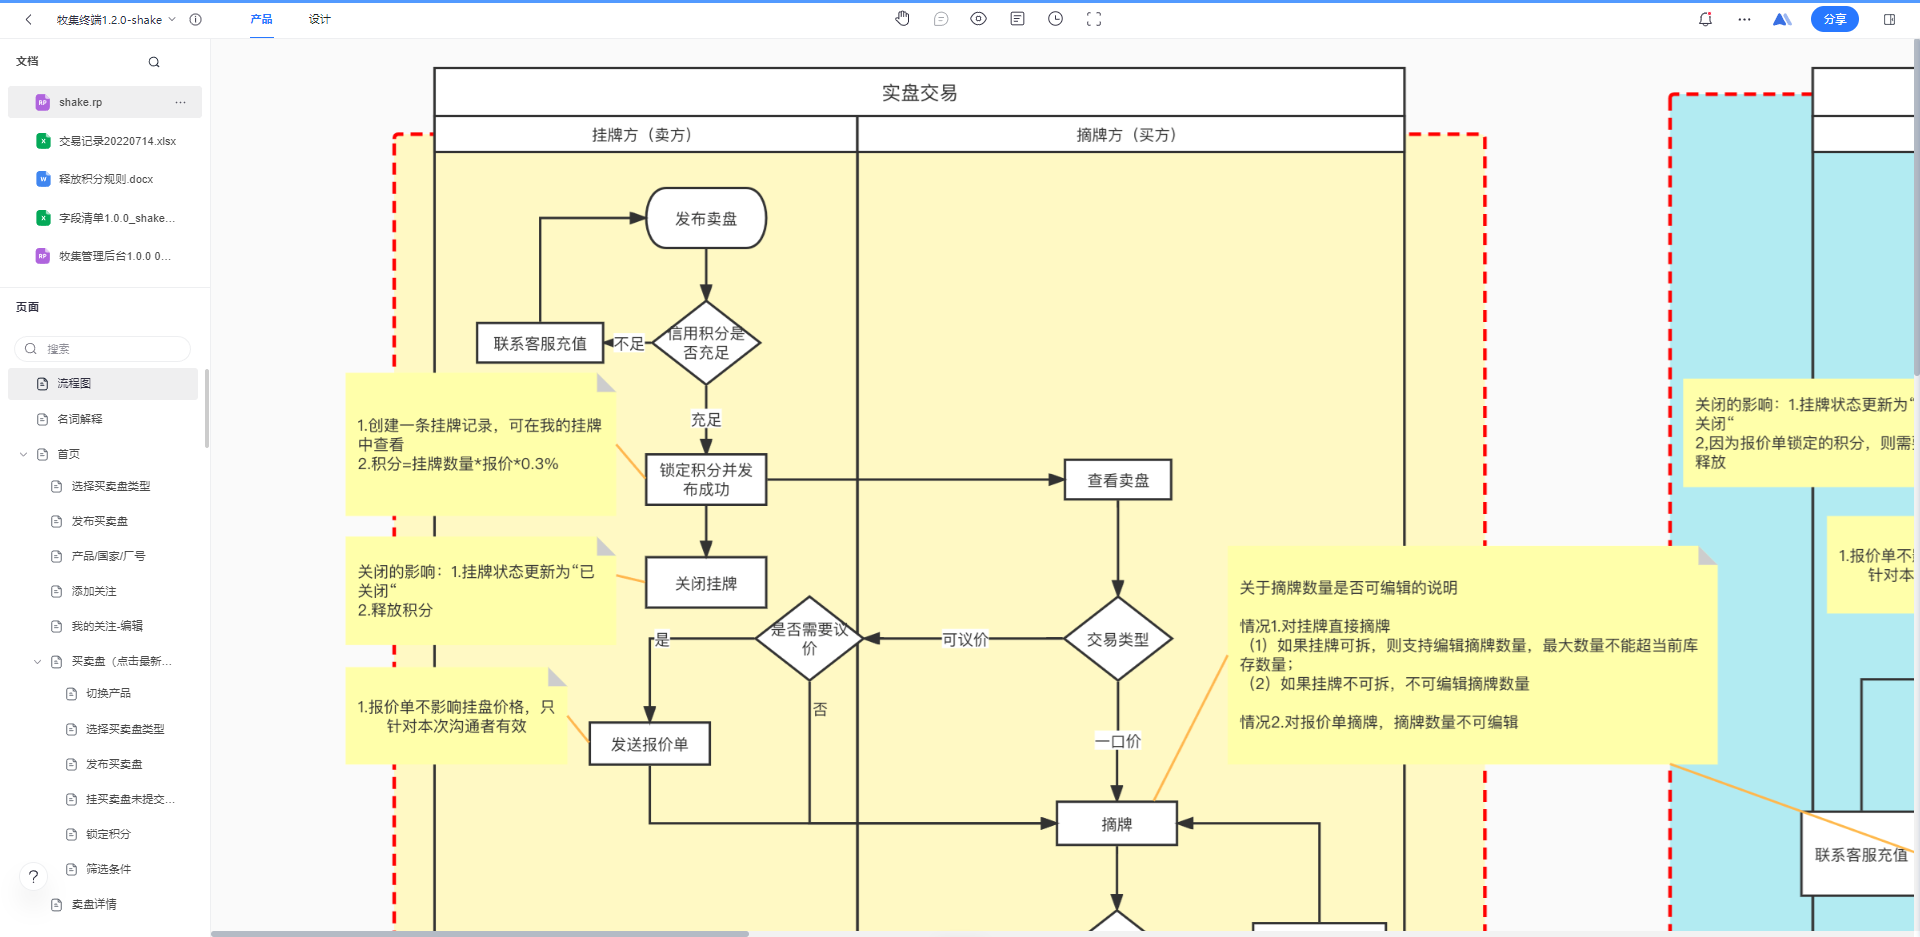 牧集终端1.2.0-shake
产品
设计
分享
文档
shake.rp
交易记录20220714.xlsx
释放积分规则.docx
字段清单1.0.0_shake...
牧集管理后台1.0.0 0...
页面
搜索
流程图
名词解释
首页
选择买卖盘类型
发布买卖盘
产品/国家/厂号
添加关注
我的关注-编辑
买卖盘（点击最新...
切换产品
选择买卖盘类型
发布买卖盘
挂买卖盘未提交...
锁定积分
筛选条件
卖盘详情
?
实盘交易
挂牌方（卖方）
摘牌方（买方）
发布卖盘
信用积分是
否充足
不足
联系客服充值
充足
1.创建一条挂牌记录，可在我的挂牌
中查看
2.积分=挂牌数量*报价*0.3%
锁定积分并发
布成功
查看卖盘
关闭挂牌
关闭的影响：1.挂牌状态更新为“已
关闭“
2.释放积分
是否需要议
价
是
可议价
交易类型
否
一口价
1.报价单不影响挂盘价格，只
针对本次沟通者有效
发送报价单
摘牌
关于摘牌数量是否可编辑的说明
情况1.对挂牌直接摘牌
（1）如果挂牌可拆，则支持编辑摘牌数量，最大数量不能超当前库
存数量；
（2）如果挂牌不可拆，不可编辑摘牌数量
情况2.对报价单摘牌，摘牌数量不可编辑
关闭的影响：1.挂牌状态更新为“
关闭“
2,因为报价单锁定的积分，则需
释放
1.报价单不
针对本
联系客服充值